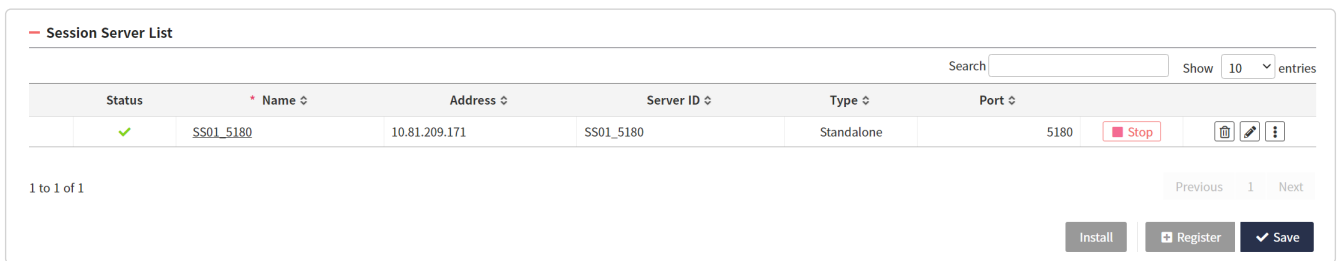 Session Server List
Search Show 10 entries
Status * Name Address Server ID Type Port
SS01_5180 10.81.209.171 SS01_5180 Standalone 5180 Stop
1 to 1 of 1
Previous 1 Next
Install Register Save